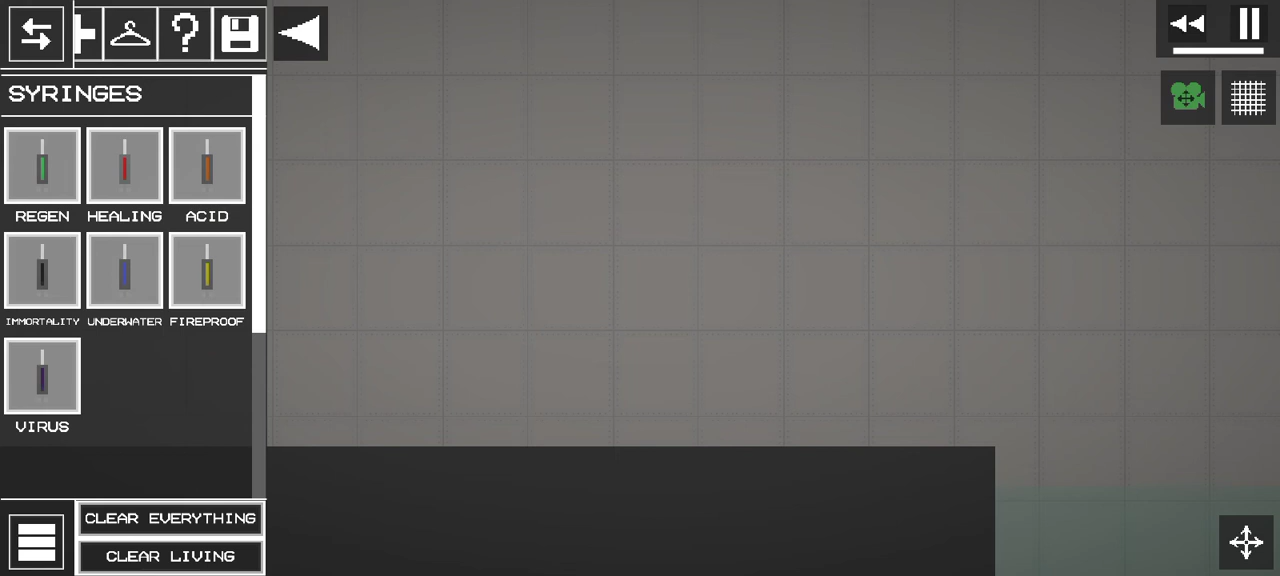 SYRINGES
REGEN HEALING ACID
IMMORTALITY UNDERWATER FIREPROOF
VIRUS
CLEAR EVERYTHING
CLEAR LIVING